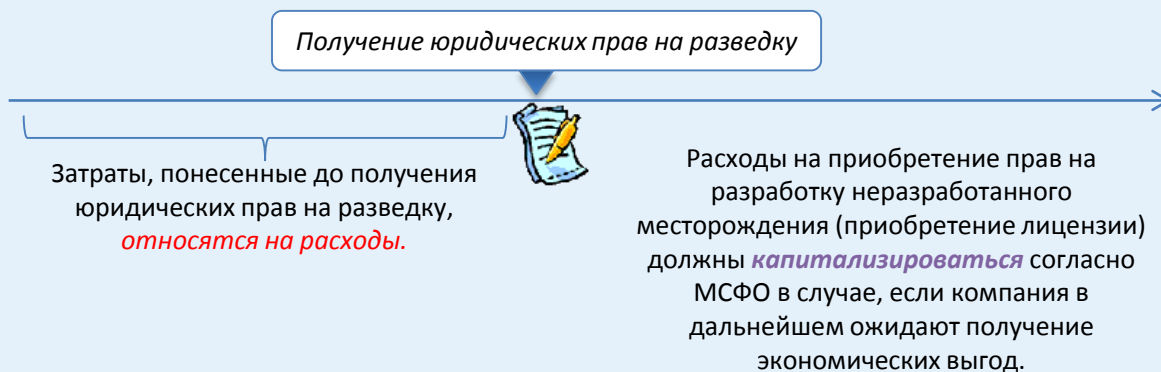 Получение юридических прав на разведку
Затраты, понесенные до получения
юридических прав на разведку,
относятся на расходы.
Расходы на приобретение прав на
разработку неразработанного
месторождения (приобретение лицензии)
должны капитализироваться согласно
МСФО в случае, если компания в
дальнейшем ожидают получение
экономических выгод.